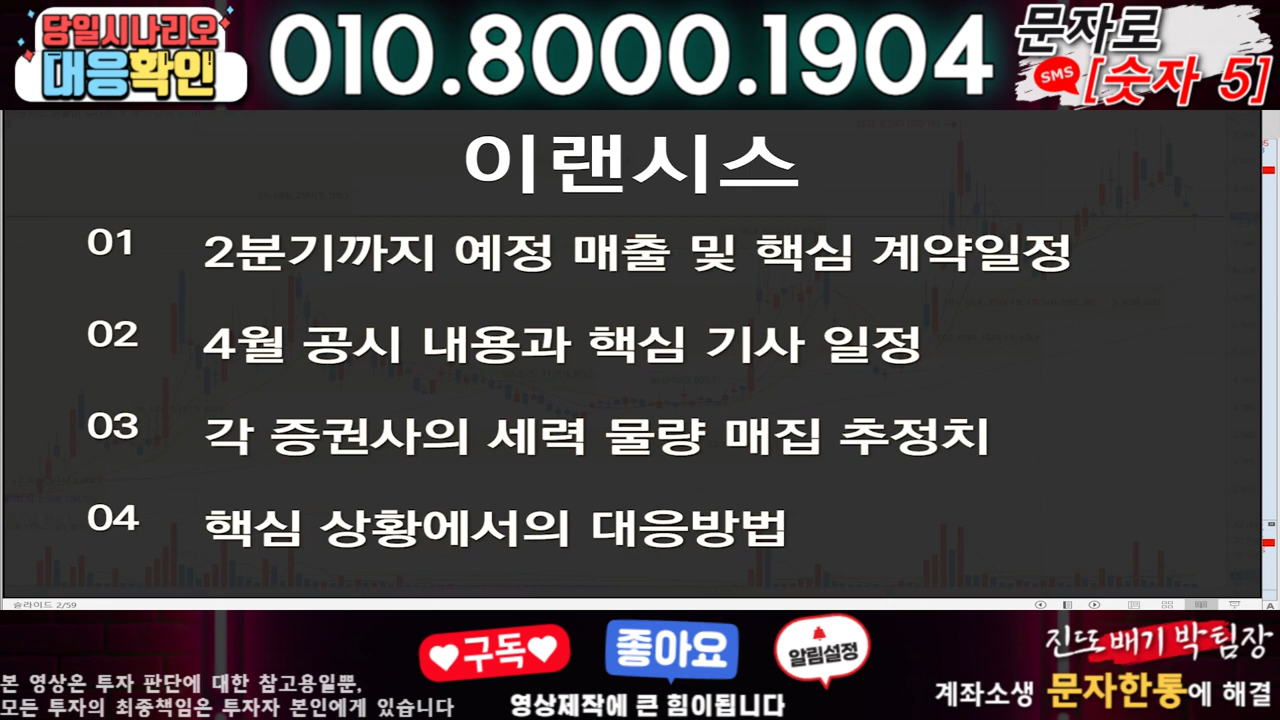 당일시나리오
대응확인
010.8000.1904
문자로
SMS
[숫자 5]
이랜시스
01 2분기까지 예정 매출 및 핵심 계약일정
02 4월 공시 내용과 핵심 기사 일정
03 각 증권사의 세력 물량 매집 추정치
04 핵심 상황에서의 대응방법
슬라이드 2/59
구독
좋아요
알림설정
영상제작에 큰 힘이됩니다
본 영상은 투자 판단에 대한 참고용일뿐,
모든 투자의 최종책임은 투자자 본인에게 있습니다
진또배기 박팀장
계좌소생 문자한통에 해결